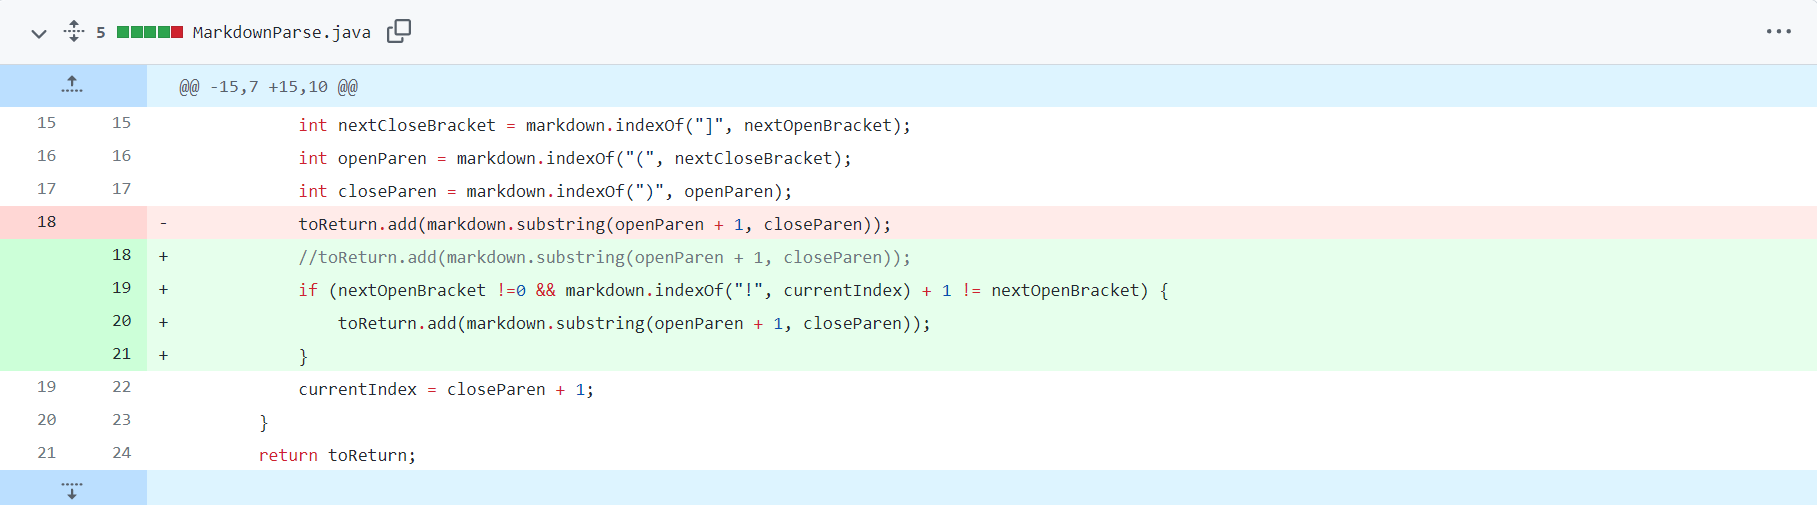 5 MarkdownParse.java
@@ -15,7 +15,10 @@
15 15 int nextCloseBracket = markdown.indexOf("]", nextOpenBracket);
16 16 int openParen = markdown.indexOf("(", nextCloseBracket);
17 17 int closeParen = markdown.indexOf(")", openParen);
18 - toReturn.add(markdown.substring(openParen + 1, closeParen));
18 + //toReturn.add(markdown.substring(openParen + 1, closeParen));
19 + if (nextOpenBracket !=0 && markdown.indexOf("!", currentIndex) + 1 != nextOpenBracket) {
20 + toReturn.add(markdown.substring(openParen + 1, closeParen));
21 + }
19 22 currentIndex = closeParen + 1;
20 23 }
21 24 return toReturn;